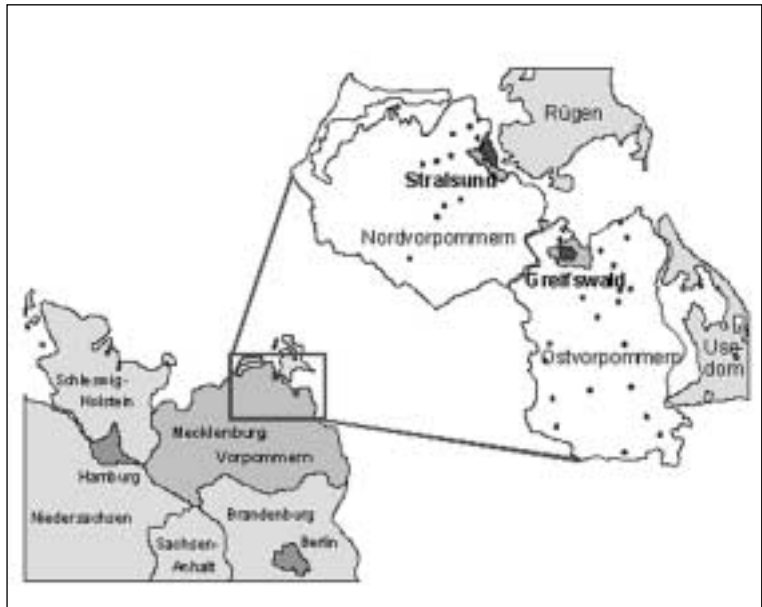 Rügen
Stralsund
Nordvorpommern
Greifswald
Ostvorpommern
Use
dom
Schleswig-
Holstein
Mecklenburg
Vorpommern
Hamburg
Niedersachsen
Brandenburg
Sachsen-
Anhalt
Berlin